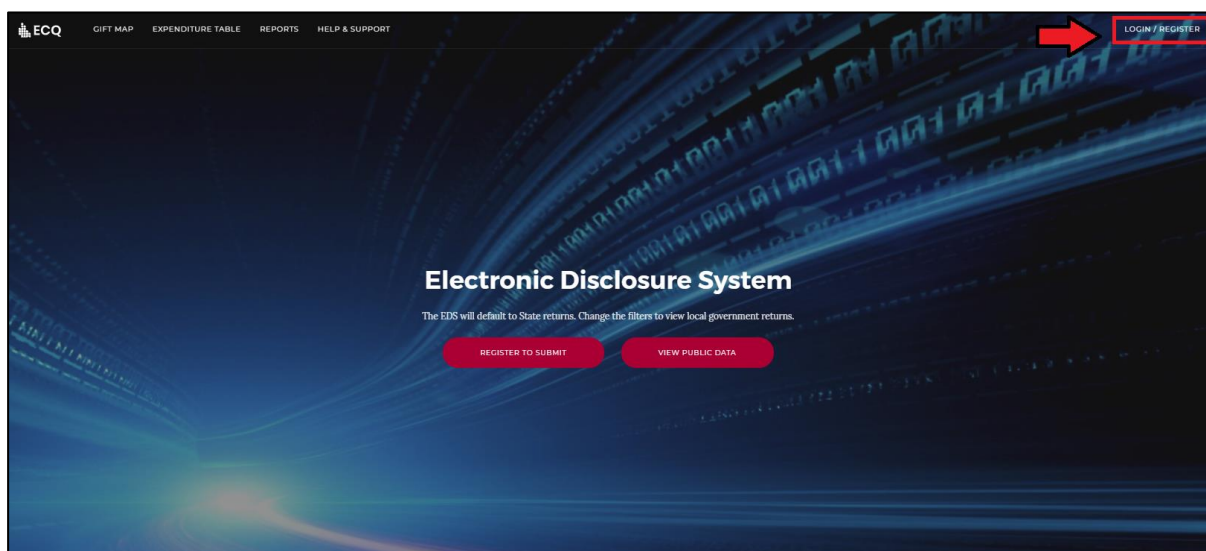 ECQ GIFT MAP EXPENDITURE TABLE REPORTS HELP & SUPPORT LOGIN / REGISTER
Electronic Disclosure System
The EDS will default to State returns. Change the filters to view local government returns.
REGISTER TO SUBMIT VIEW PUBLIC DATA